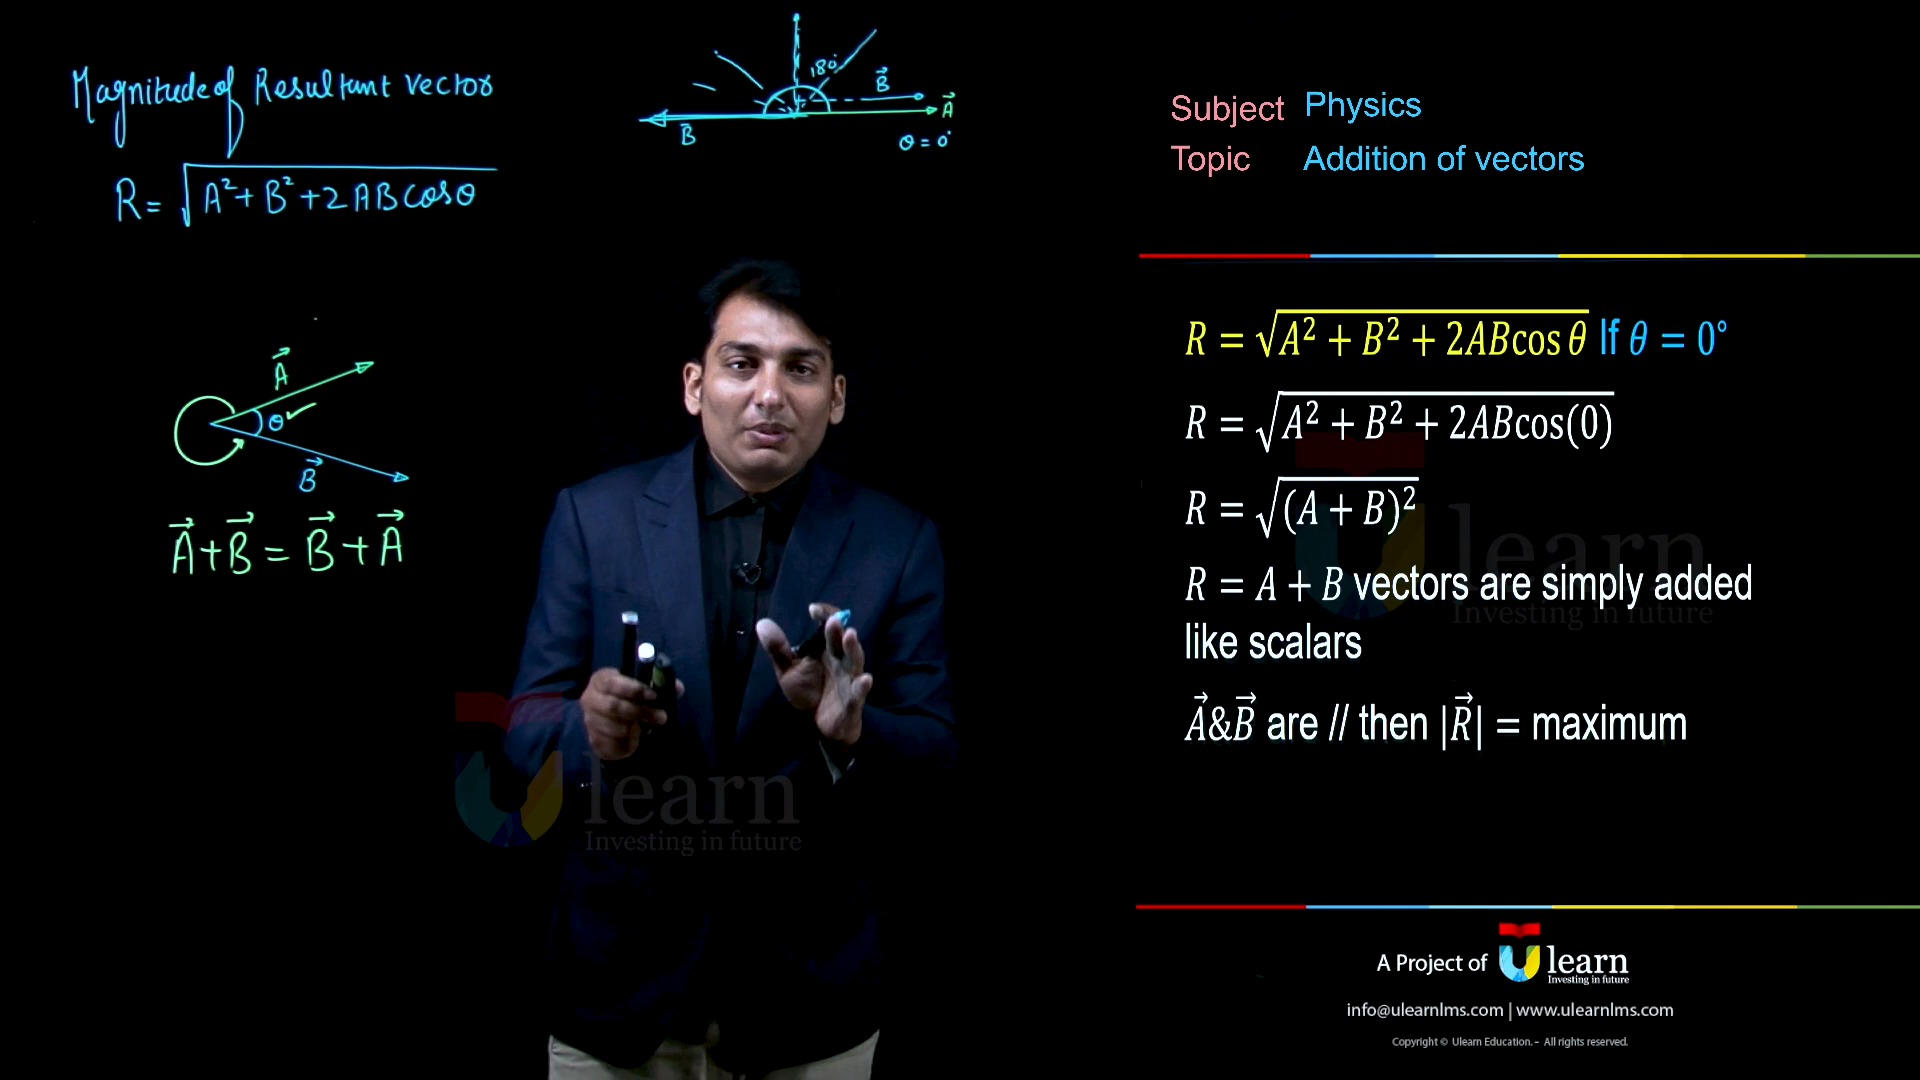 Magnitude of Resultant vector
R = √A² + B² + 2ABcosθ
180°
B⃗
A⃗
B⃗
θ = 0°
A⃗
θ
B⃗
A⃗ + B⃗ = B⃗ + A⃗
Subject Physics
Topic Addition of vectors
R = √A² + B² + 2ABcos θ If θ = 0°
R = √A² + B² + 2ABcos(0)
R = √(A + B)²
R = A + B vectors are simply added
like scalars
A⃗&B⃗ are // then |R⃗| = maximum
learn
Investing in future
learn
Investing in future
A Project of Ulearn
Investing in future
info@ulearnlms.com | www.ulearnlms.com
Copyright © Ulearn Education. – All rights reserved.